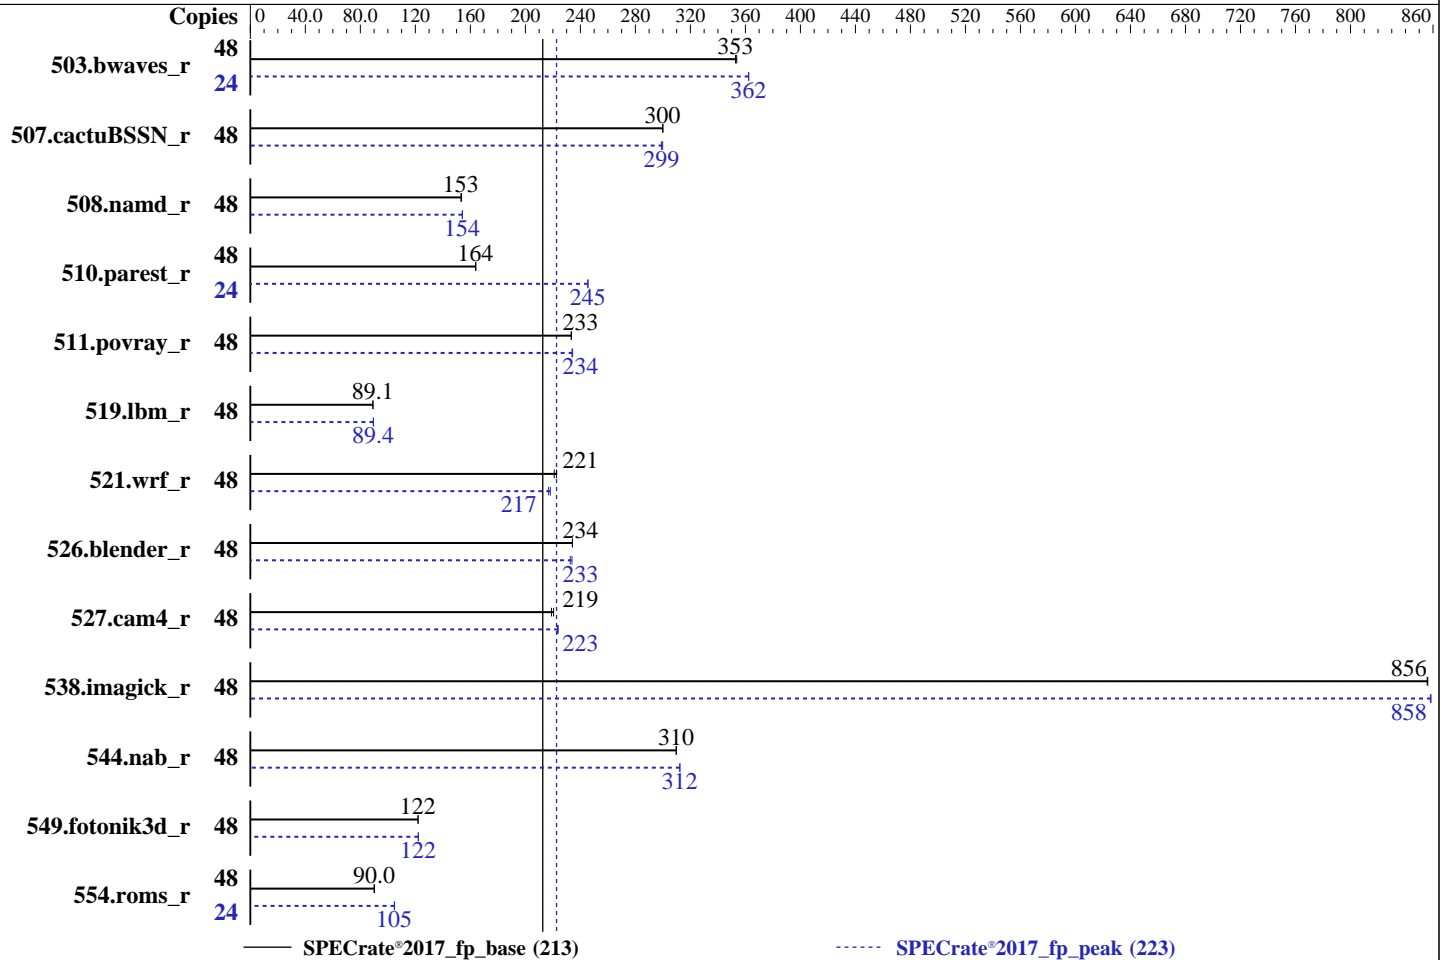 Copies 0 40.0 80.0 120 160 200 240 280 320 360 400 440 480 520 560 600 640 680 720 760 800 860
503.bwaves_r 48 353
24 362
507.cactuBSSN_r 48 300
299
508.namd_r 48 153
154
510.parest_r 48 164
24 245
511.povray_r 48 233
234
519.lbm_r 48 89.1
89.4
521.wrf_r 48 221
217
526.blender_r 48 234
233
527.cam4_r 48 219
223
538.imagick_r 48 856
858
544.nab_r 48 310
312
549.fotonik3d_r 48 122
122
554.roms_r 48 90.0
24 105
SPECrate®2017_fp_base (213) SPECrate®2017_fp_peak (223)